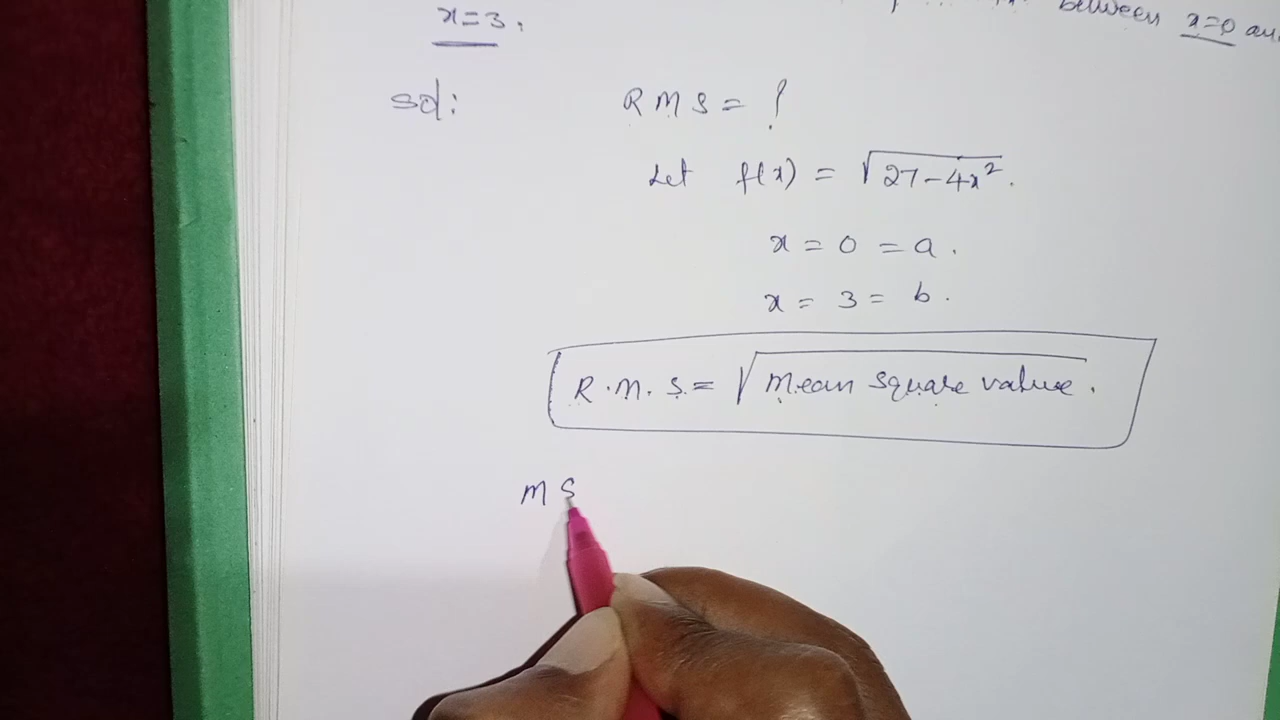 between x=0 an
x=3.
Sol:
RMS = ?
Let f(x) = √27-4x².
x = 0 = a.
x = 3 = b.
R.M.S = √Mean Square value.
MS